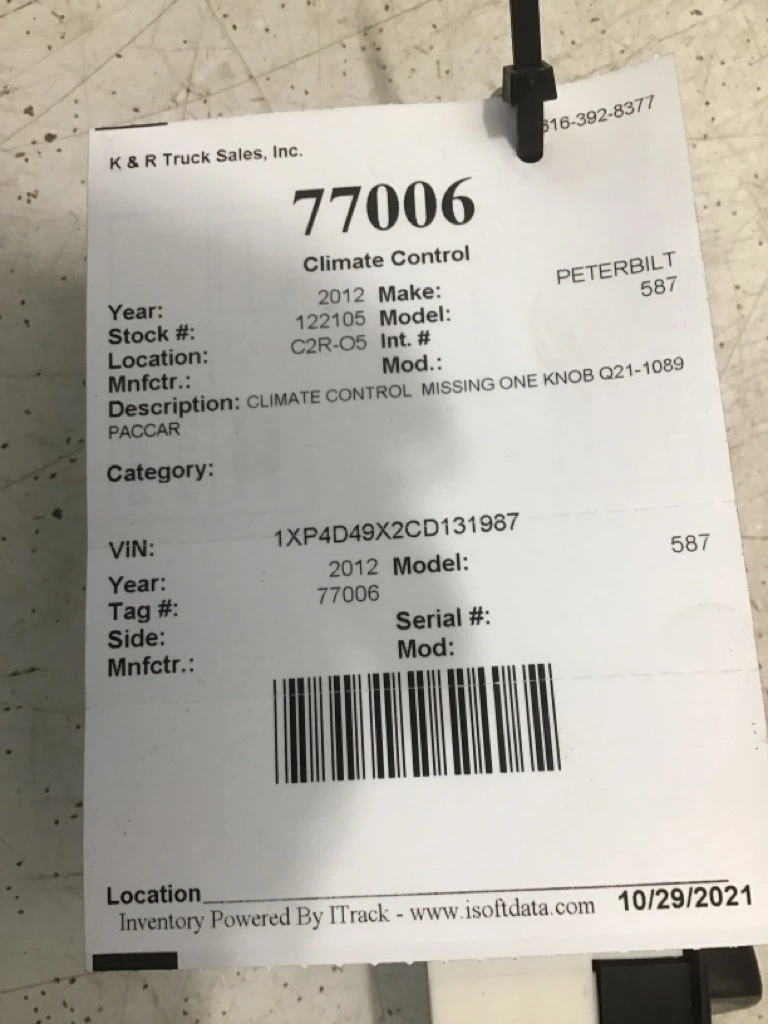 616-392-8377
K & R Truck Sales, Inc.
77006
Climate Control
Year: 2012 Make: PETERBILT
Stock #: 122105 Model: 587
Location: C2R-O5 Int. #
Mnfctr.: Mod.:
Description: CLIMATE CONTROL MISSING ONE KNOB Q21-1089
PACCAR
Category:
VIN: 1XP4D49X2CD131987
Year: 2012 Model: 587
Tag #: 77006
Side: Serial #:
Mnfctr.: Mod:
Location
Inventory Powered By ITrack - www.isoftdata.com 10/29/2021